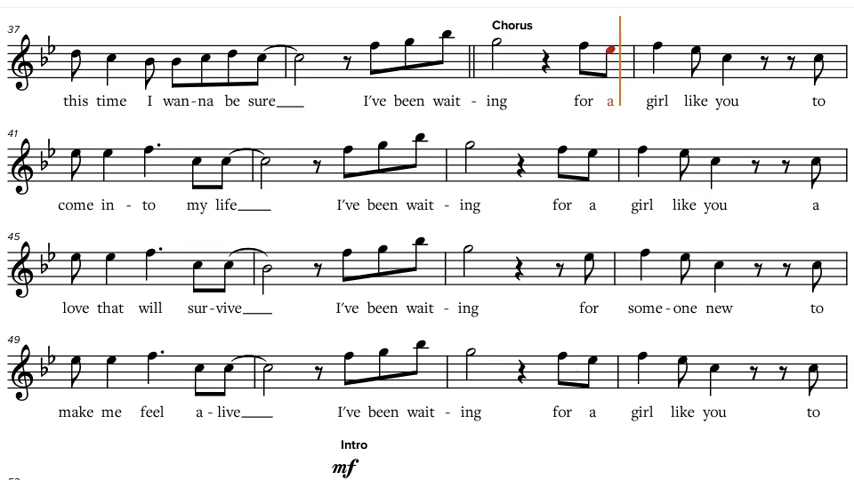 Chorus
37
this time I wan-na be sure I've been wait - ing for a girl like you to
41
come in - to my life I've been wait - ing for a girl like you a
45
love that will sur-vive I've been wait - ing for some-one new to
49
make me feel a-live I've been wait - ing for a girl like you to
Intro
mf